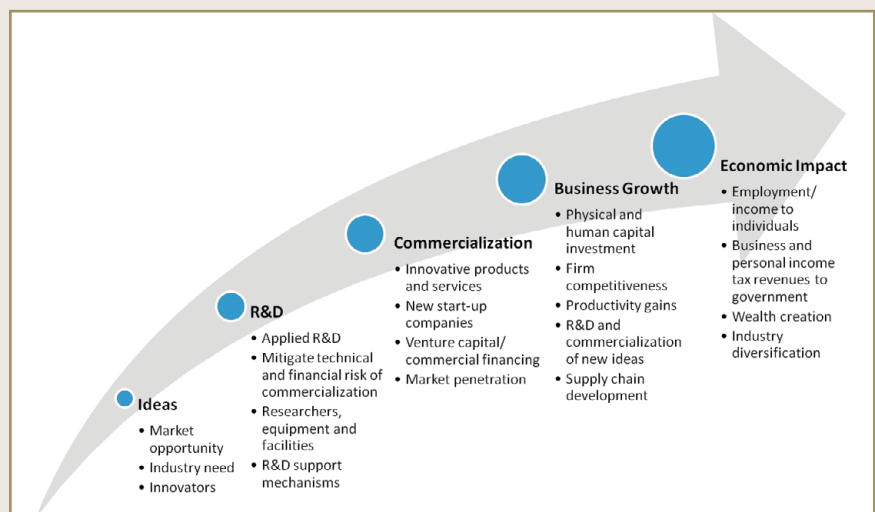 Ideas
• Market
opportunity
• Industry need
• Innovators
R&D
• Applied R&D
• Mitigate technical
and financial risk of
commercialization
• Researchers,
equipment and
facilities
• R&D support
mechanisms
Commercialization
• Innovative products
and services
• New start-up
companies
• Venture capital/
commercial financing
• Market penetration
Business Growth
• Physical and
human capital
investment
• Firm
competitiveness
• Productivity gains
• R&D and
commercialization
of new ideas
• Supply chain
development
Economic Impact
• Employment/
income to
individuals
• Business and
personal income
tax revenues to
government
• Wealth creation
• Industry
diversification